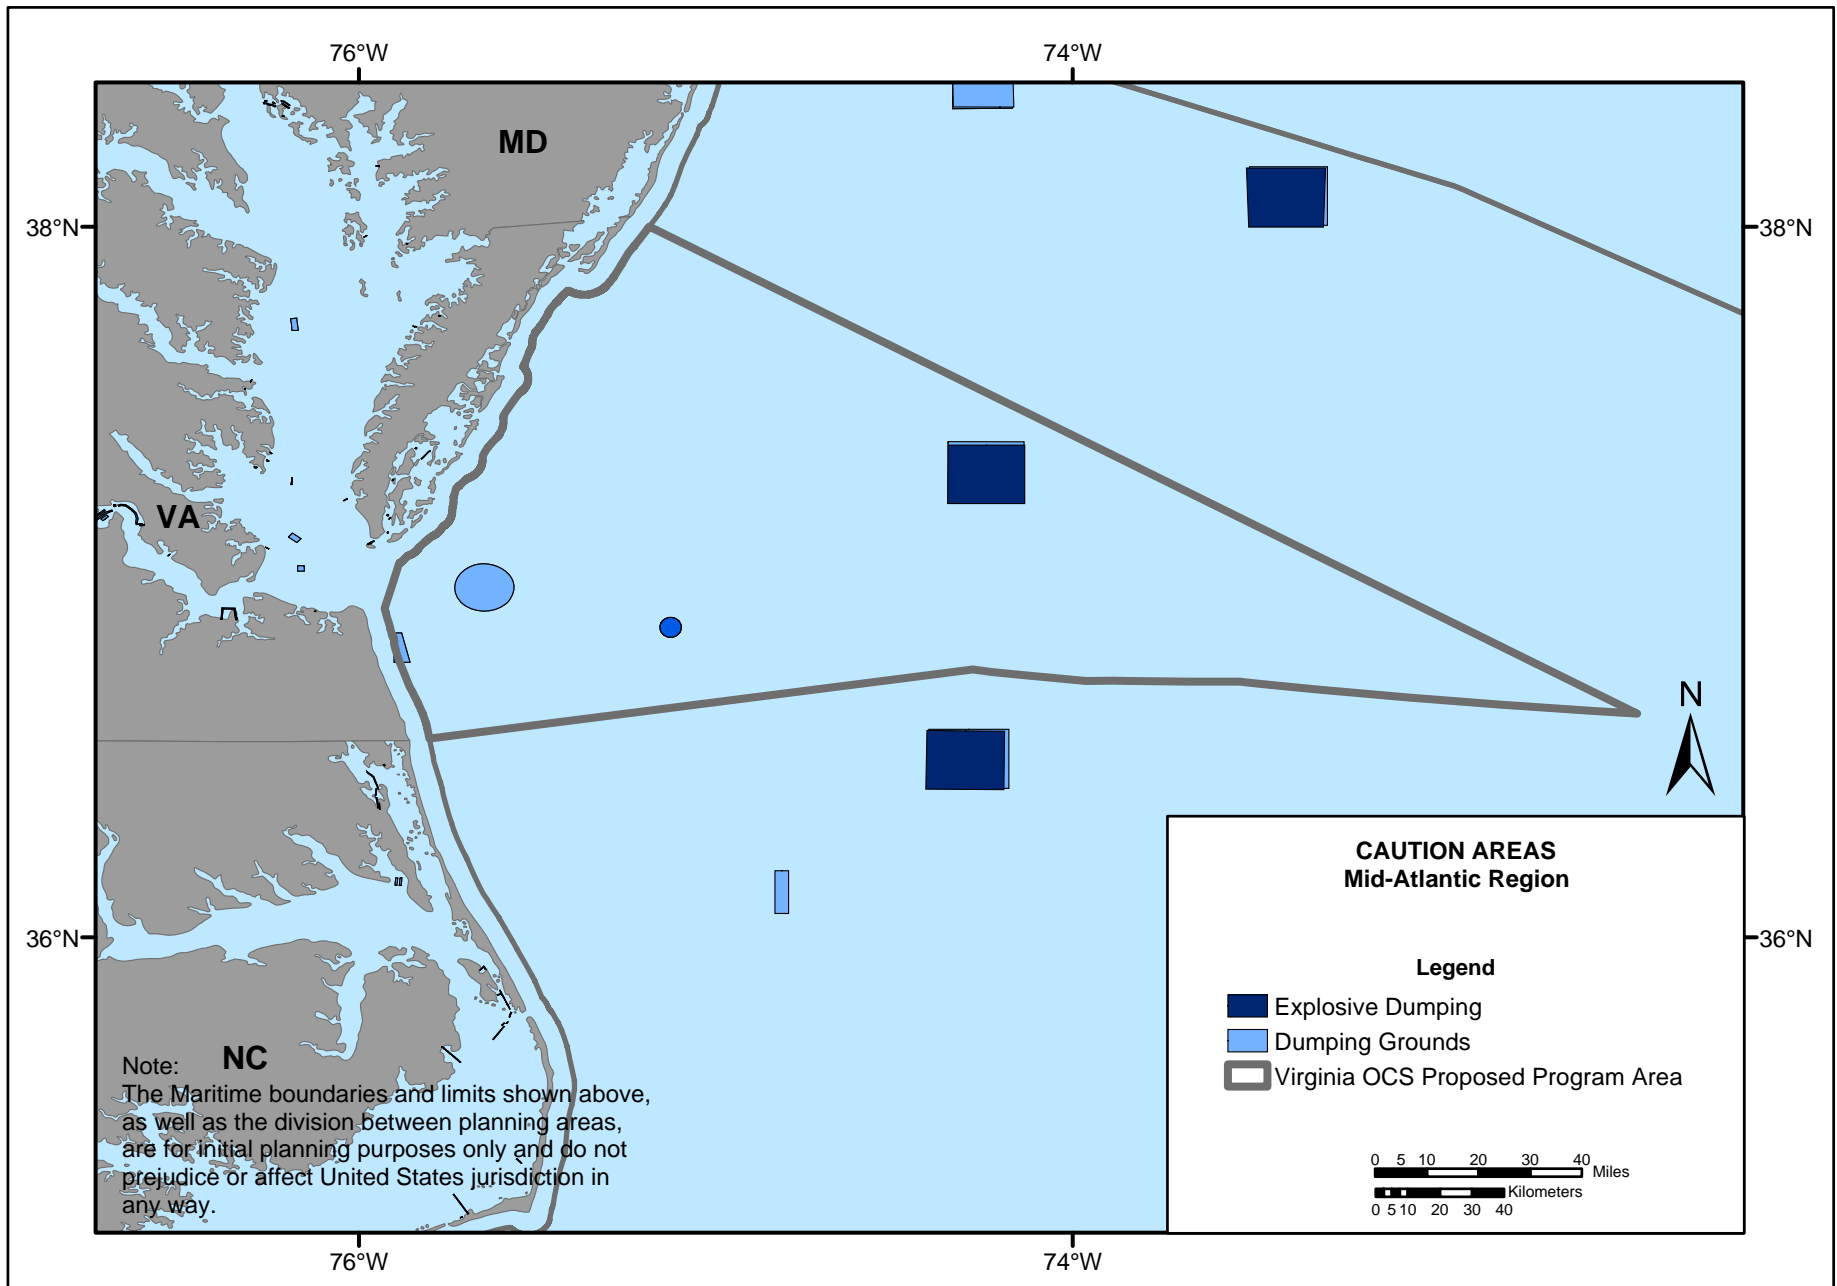 76°W
74°W
MD
38°N
38°N
VA
N
CAUTION AREAS
Mid-Atlantic Region
36°N
36°N
Legend
Explosive Dumping
Dumping Grounds
Virginia OCS Proposed Program Area
NC
Note:
The Maritime boundaries and limits shown above,
as well as the division between planning areas,
are for initial planning purposes only and do not
prejudice or affect United States jurisdiction in
any way.
0 5 10 20 30 40
Miles
Kilometers
0 5 10 20 30 40
76°W
74°W